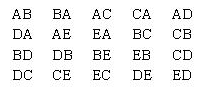 AB BA AC CA AD
DA AE EA BC CB
BD DB BE EB CD
DC CE EC DE ED